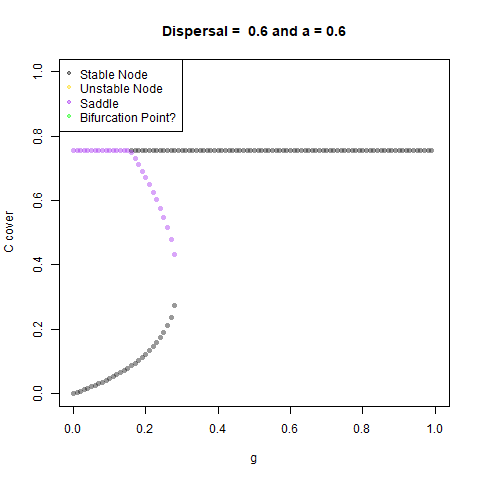 Dispersal =  0.6 and a = 0.6
Stable Node
Unstable Node
Saddle
Bifurcation Point?
C cover
1.0
0.8
0.6
0.4
0.2
0.0
0.0 0.2 0.4 0.6 0.8 1.0
g